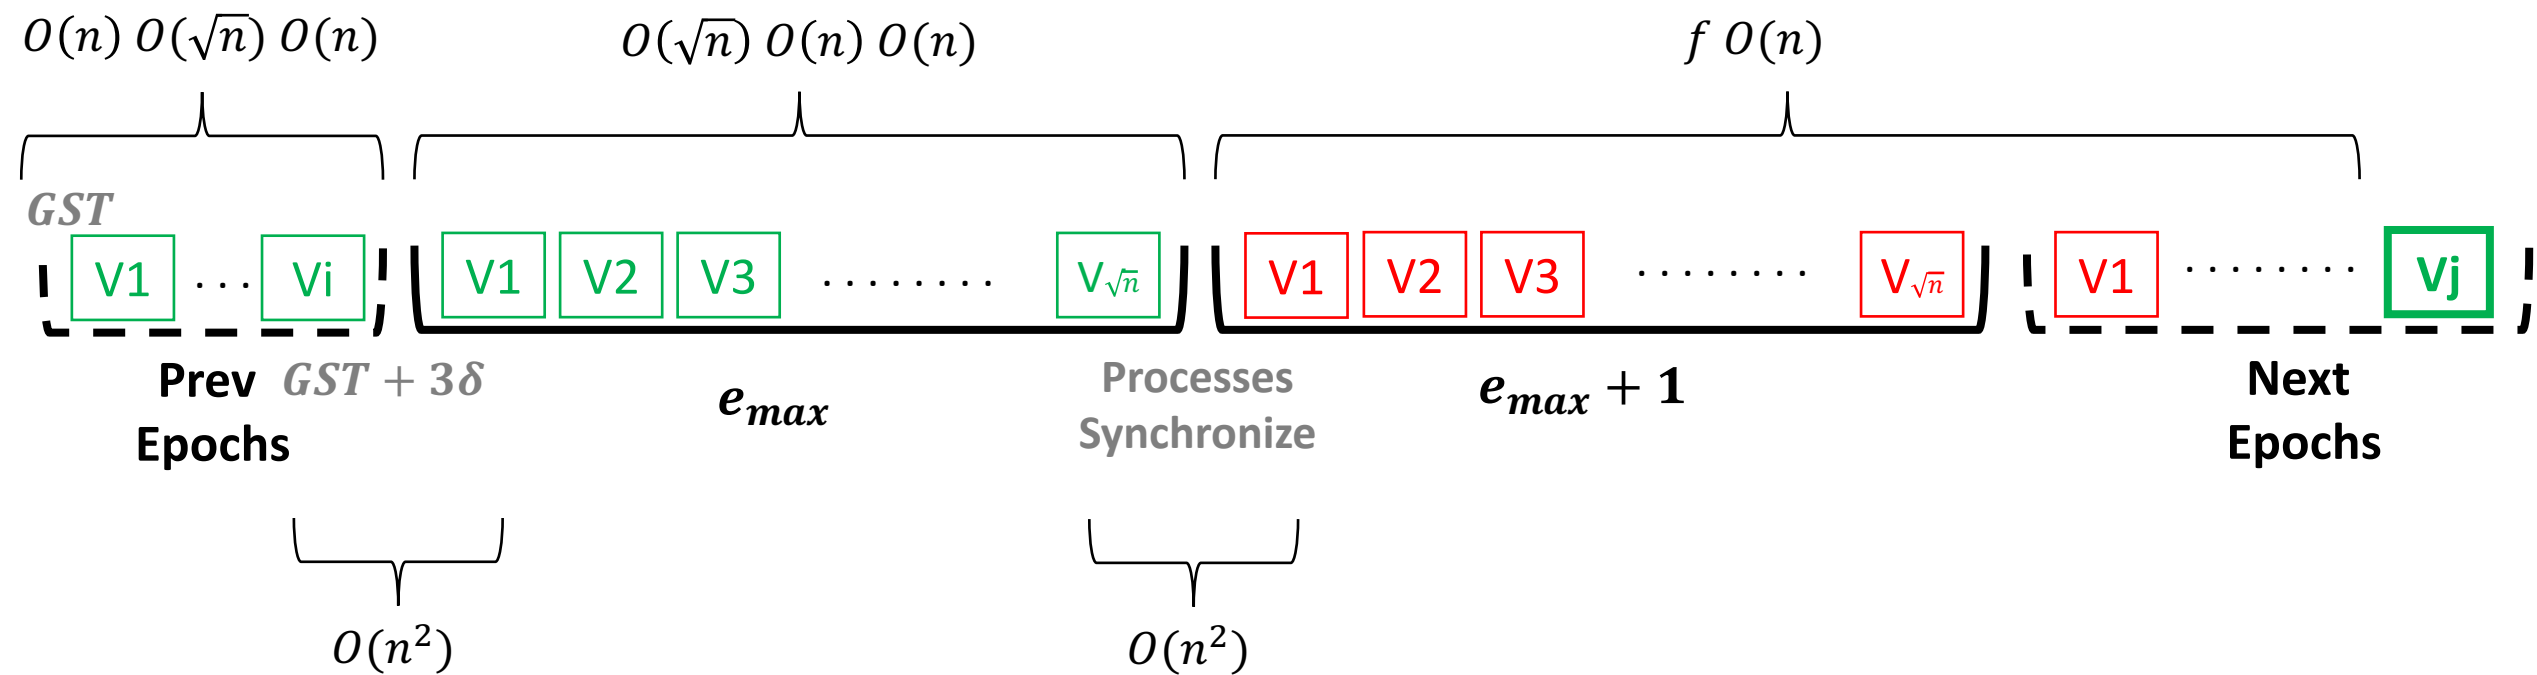 O(n) O(√n) O(n)
O(√n) O(n) O(n)
f O(n)
GST
V1 ... Vi
V1 V2 V3 ........ V√n
V1 V2 V3 ........ V√n
V1 ........ Vj
Prev
Epochs
GST + 3δ
e_max
Processes
Synchronize
e_max + 1
Next
Epochs
O(n²)
O(n²)